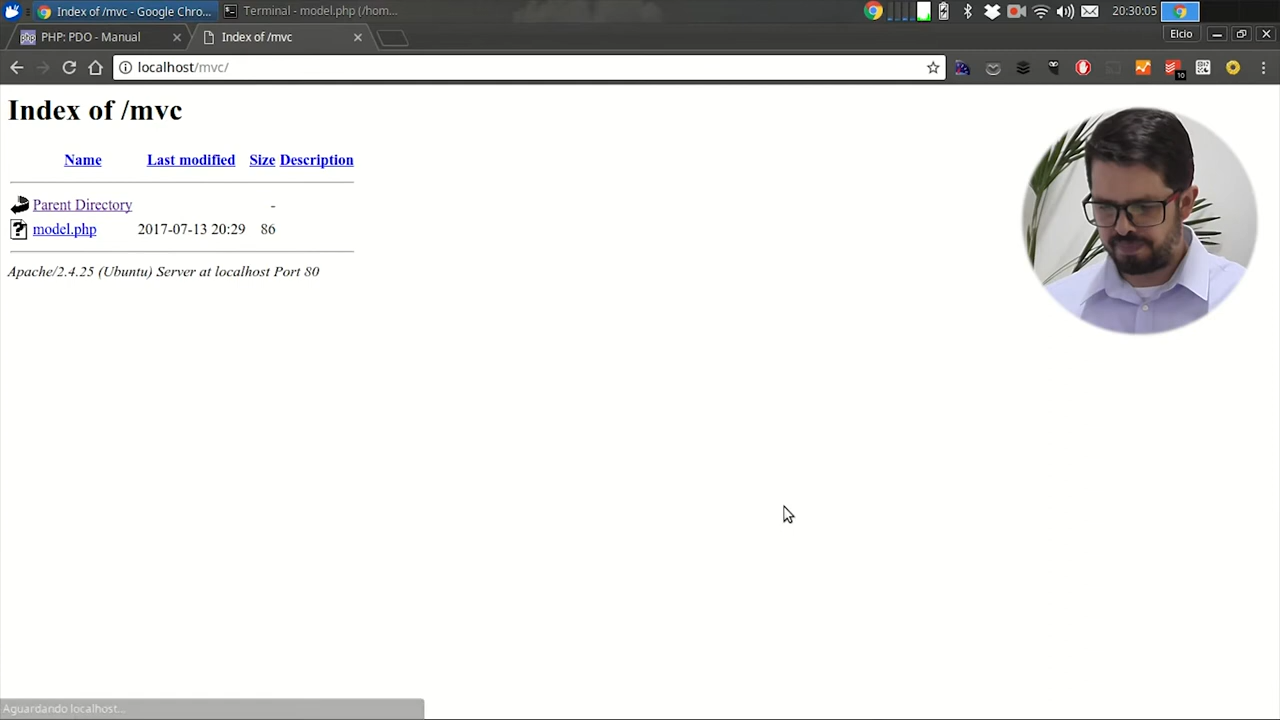 Index of /mvc - Google Chro...
Terminal - model.php (/hom...
20:30:05
PHP: PDO - Manual
Index of /mvc
Elcio
localhost/mvc/
10
Index of /mvc
Name Last modified Size Description
Parent Directory -
model.php 2017-07-13 20:29 86
Apache/2.4.25 (Ubuntu) Server at localhost Port 80
Aguardando localhost...